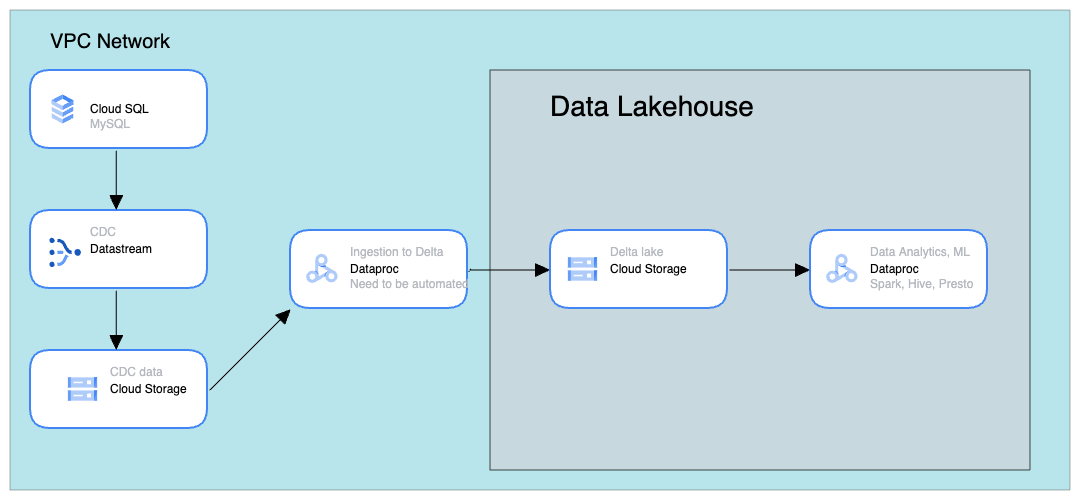 VPC Network
Cloud SQL
MySQL
CDC
Datastream
CDC data
Cloud Storage
Ingestion to Delta
Dataproc
Need to be automated
Data Lakehouse
Delta lake
Cloud Storage
Data Analytics, ML
Dataproc
Spark, Hive, Presto